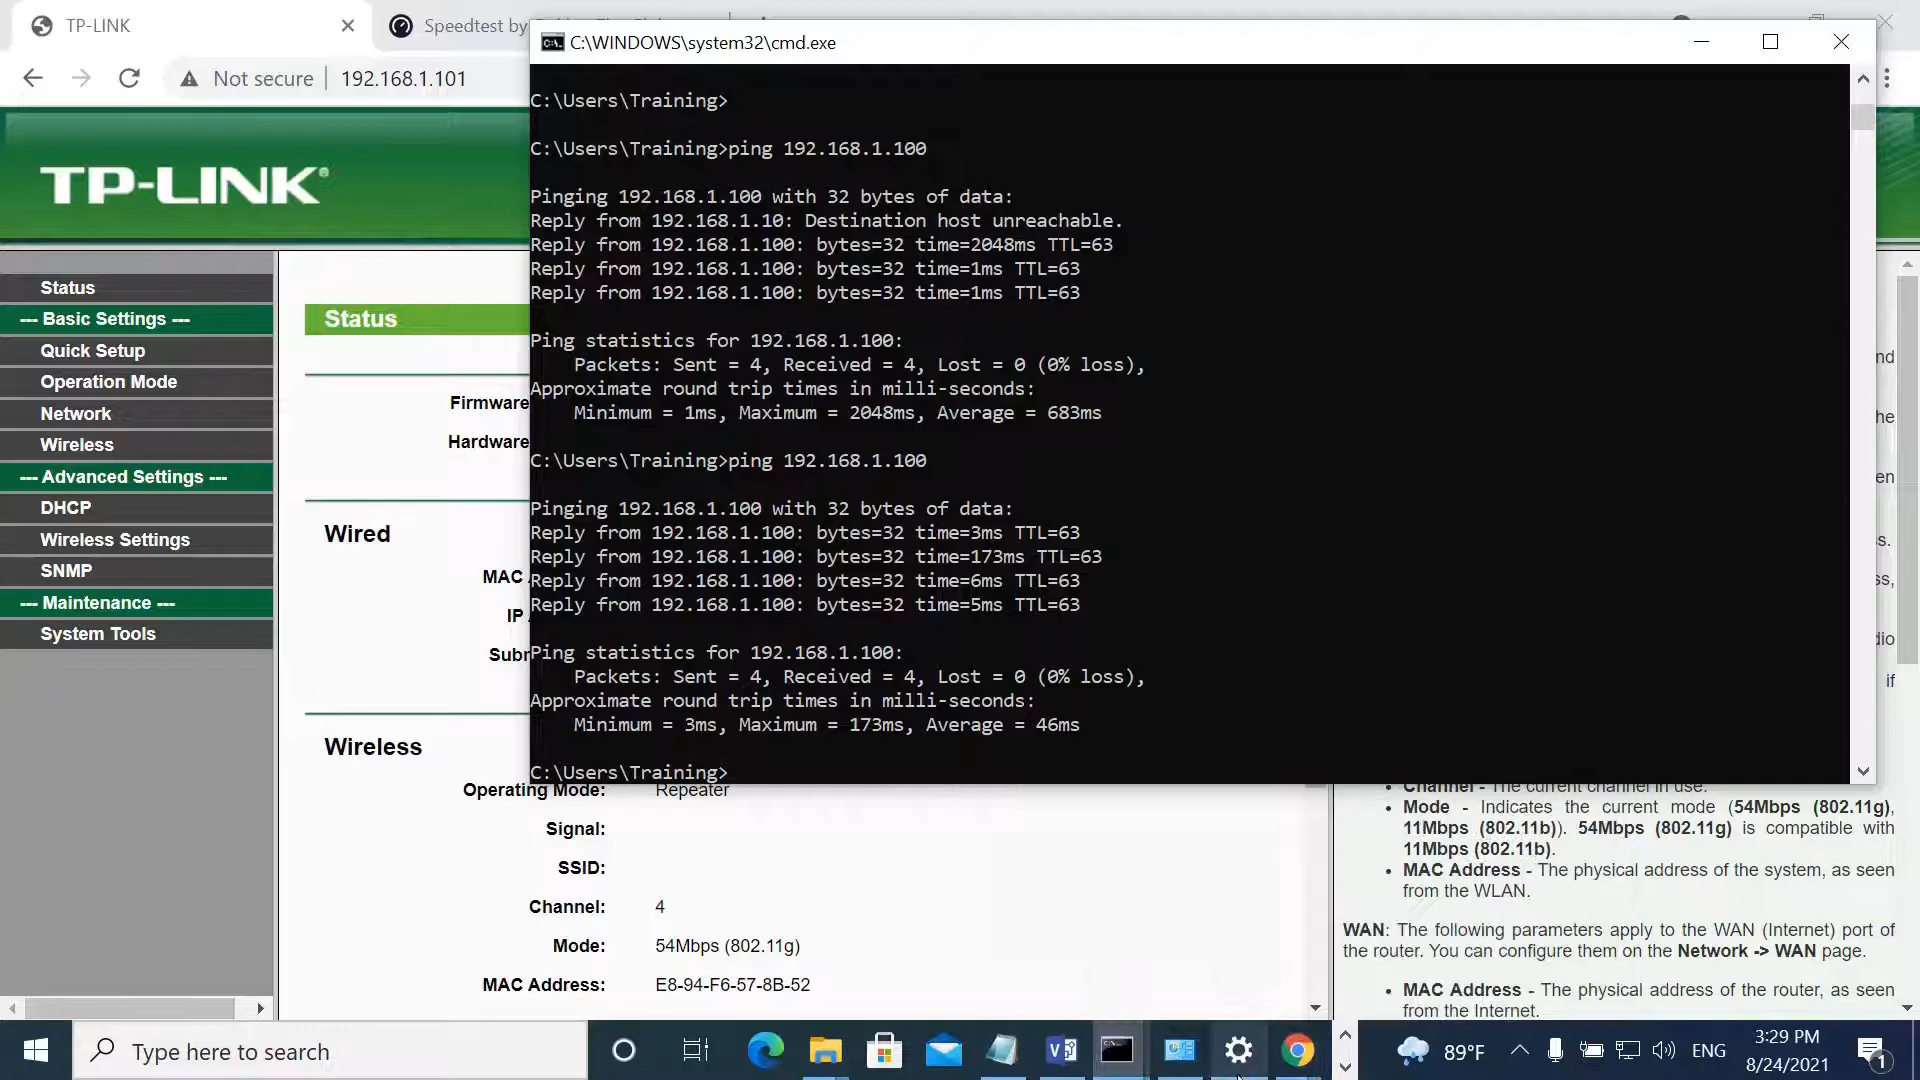 TP-LINK
Speedtest by
C:\WINDOWS\system32\cmd.exe
Not secure
192.168.1.101
TP-LINK®
Status
--- Basic Settings ---
Quick Setup
Operation Mode
Network
Wireless
--- Advanced Settings ---
DHCP
Wireless Settings
SNMP
--- Maintenance ---
System Tools
Status
Firmware
Hardware
Wired
MAC
IP
Subn
Wireless
Operating Mode: Repeater
Signal:
SSID:
Channel: 4
Mode: 54Mbps (802.11g)
MAC Address: E8-94-F6-57-8B-52
C:\Users\Training>
C:\Users\Training>ping 192.168.1.100
Pinging 192.168.1.100 with 32 bytes of data:
Reply from 192.168.1.10: Destination host unreachable.
Reply from 192.168.1.100: bytes=32 time=2048ms TTL=63
Reply from 192.168.1.100: bytes=32 time=1ms TTL=63
Reply from 192.168.1.100: bytes=32 time=1ms TTL=63
Ping statistics for 192.168.1.100:
Packets: Sent = 4, Received = 4, Lost = 0 (0% loss),
Approximate round trip times in milli-seconds:
Minimum = 1ms, Maximum = 2048ms, Average = 683ms
C:\Users\Training>ping 192.168.1.100
Pinging 192.168.1.100 with 32 bytes of data:
Reply from 192.168.1.100: bytes=32 time=3ms TTL=63
Reply from 192.168.1.100: bytes=32 time=173ms TTL=63
Reply from 192.168.1.100: bytes=32 time=6ms TTL=63
Reply from 192.168.1.100: bytes=32 time=5ms TTL=63
Ping statistics for 192.168.1.100:
Packets: Sent = 4, Received = 4, Lost = 0 (0% loss),
Approximate round trip times in milli-seconds:
Minimum = 3ms, Maximum = 173ms, Average = 46ms
C:\Users\Training>
nd
he
en
s.
ss,
dio
if
Channel - The current channel in use.
Mode - Indicates the current mode (54Mbps (802.11g),
11Mbps (802.11b)). 54Mbps (802.11g) is compatible with
11Mbps (802.11b).
MAC Address - The physical address of the system, as seen
from the WLAN.
WAN: The following parameters apply to the WAN (Internet) port of
the router. You can configure them on the Network -> WAN page.
MAC Address - The physical address of the router, as seen
from the Internet.
Type here to search
89°F
ENG
3:29 PM
8/24/2021
1